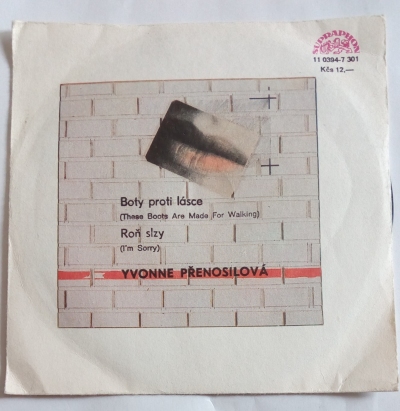 SUPRAPHON
11 0394-7 301
Kčs 12,—
Boty proti lásce
(These Boots Are Made For Walking)
Roň slzy
(I'm Sorry)
YVONNE PŘENOSILOVÁ